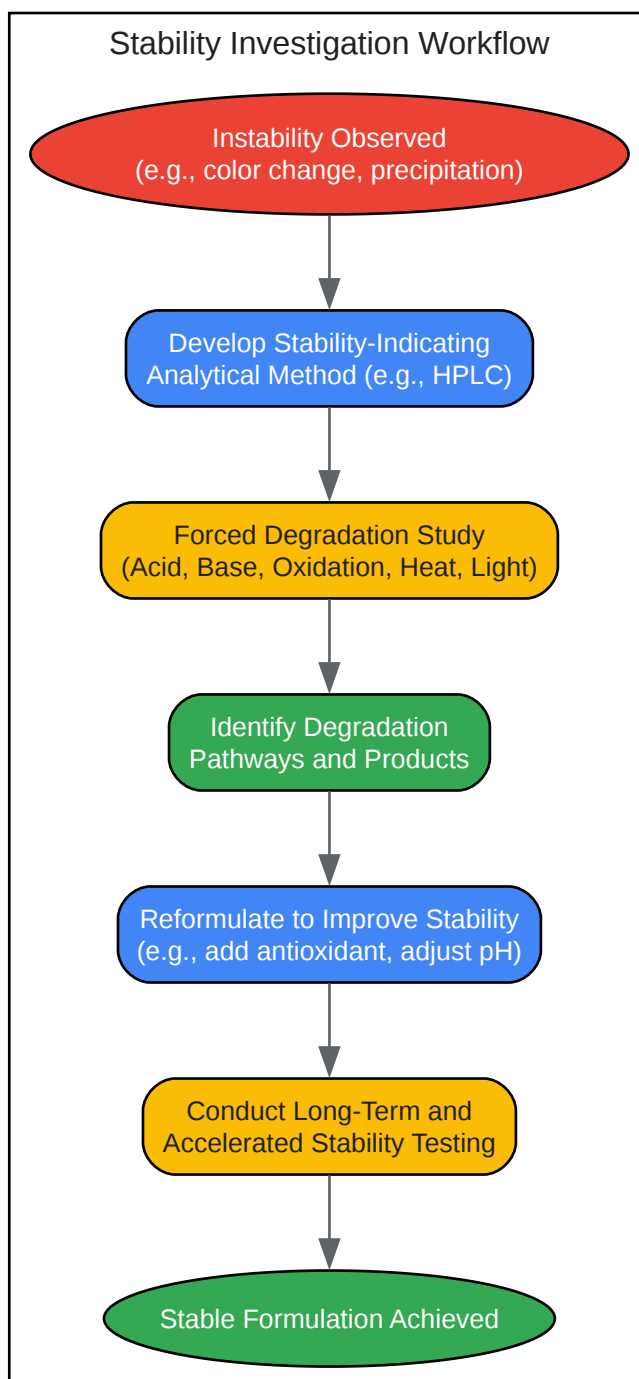 Stability Investigation Workflow
Instability Observed
(e.g., color change, precipitation)
Develop Stability-Indicating
Analytical Method (e.g., HPLC)
Forced Degradation Study
(Acid, Base, Oxidation, Heat, Light)
Identify Degradation
Pathways and Products
Reformulate to Improve Stability
(e.g., add antioxidant, adjust pH)
Conduct Long-Term and
Accelerated Stability Testing
Stable Formulation Achieved